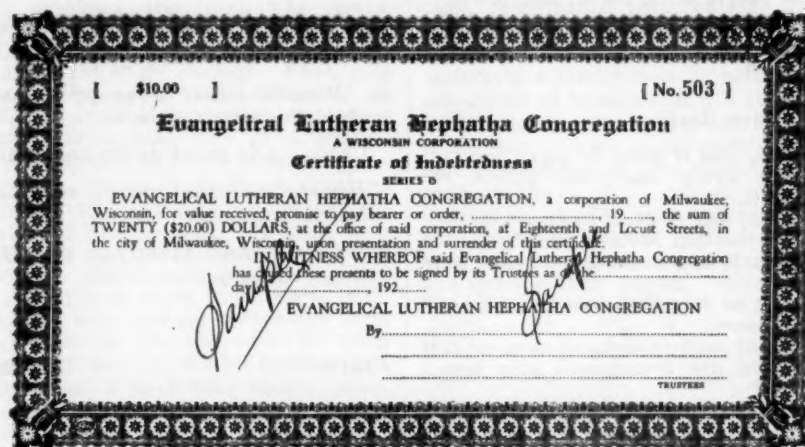 [ $10.00 ] [ No. 503 ]
Evangelical Lutheran Hephatha Congregation
A WISCONSIN CORPORATION
Certificate of Indebtedness
SERIES D
EVANGELICAL LUTHERAN HEPHATHA CONGREGATION, a corporation of Milwaukee,
Wisconsin, for value received, promise to pay bearer or order, ...................., 19......, the sum of
TWENTY ($20.00) DOLLARS, at the office of said corporation, at Eighteenth and Locust Streets, in
the city of Milwaukee, Wisconsin, upon presentation and surrender of this certificate.
IN WITNESS WHEREOF said Evangelical Lutheran Hephatha Congregation
has caused these presents to be signed by its Trustees as of the....................
day of...................., 192......
Sample Sample
EVANGELICAL LUTHERAN HEPHATHA CONGREGATION
By....................
TRUSTEES